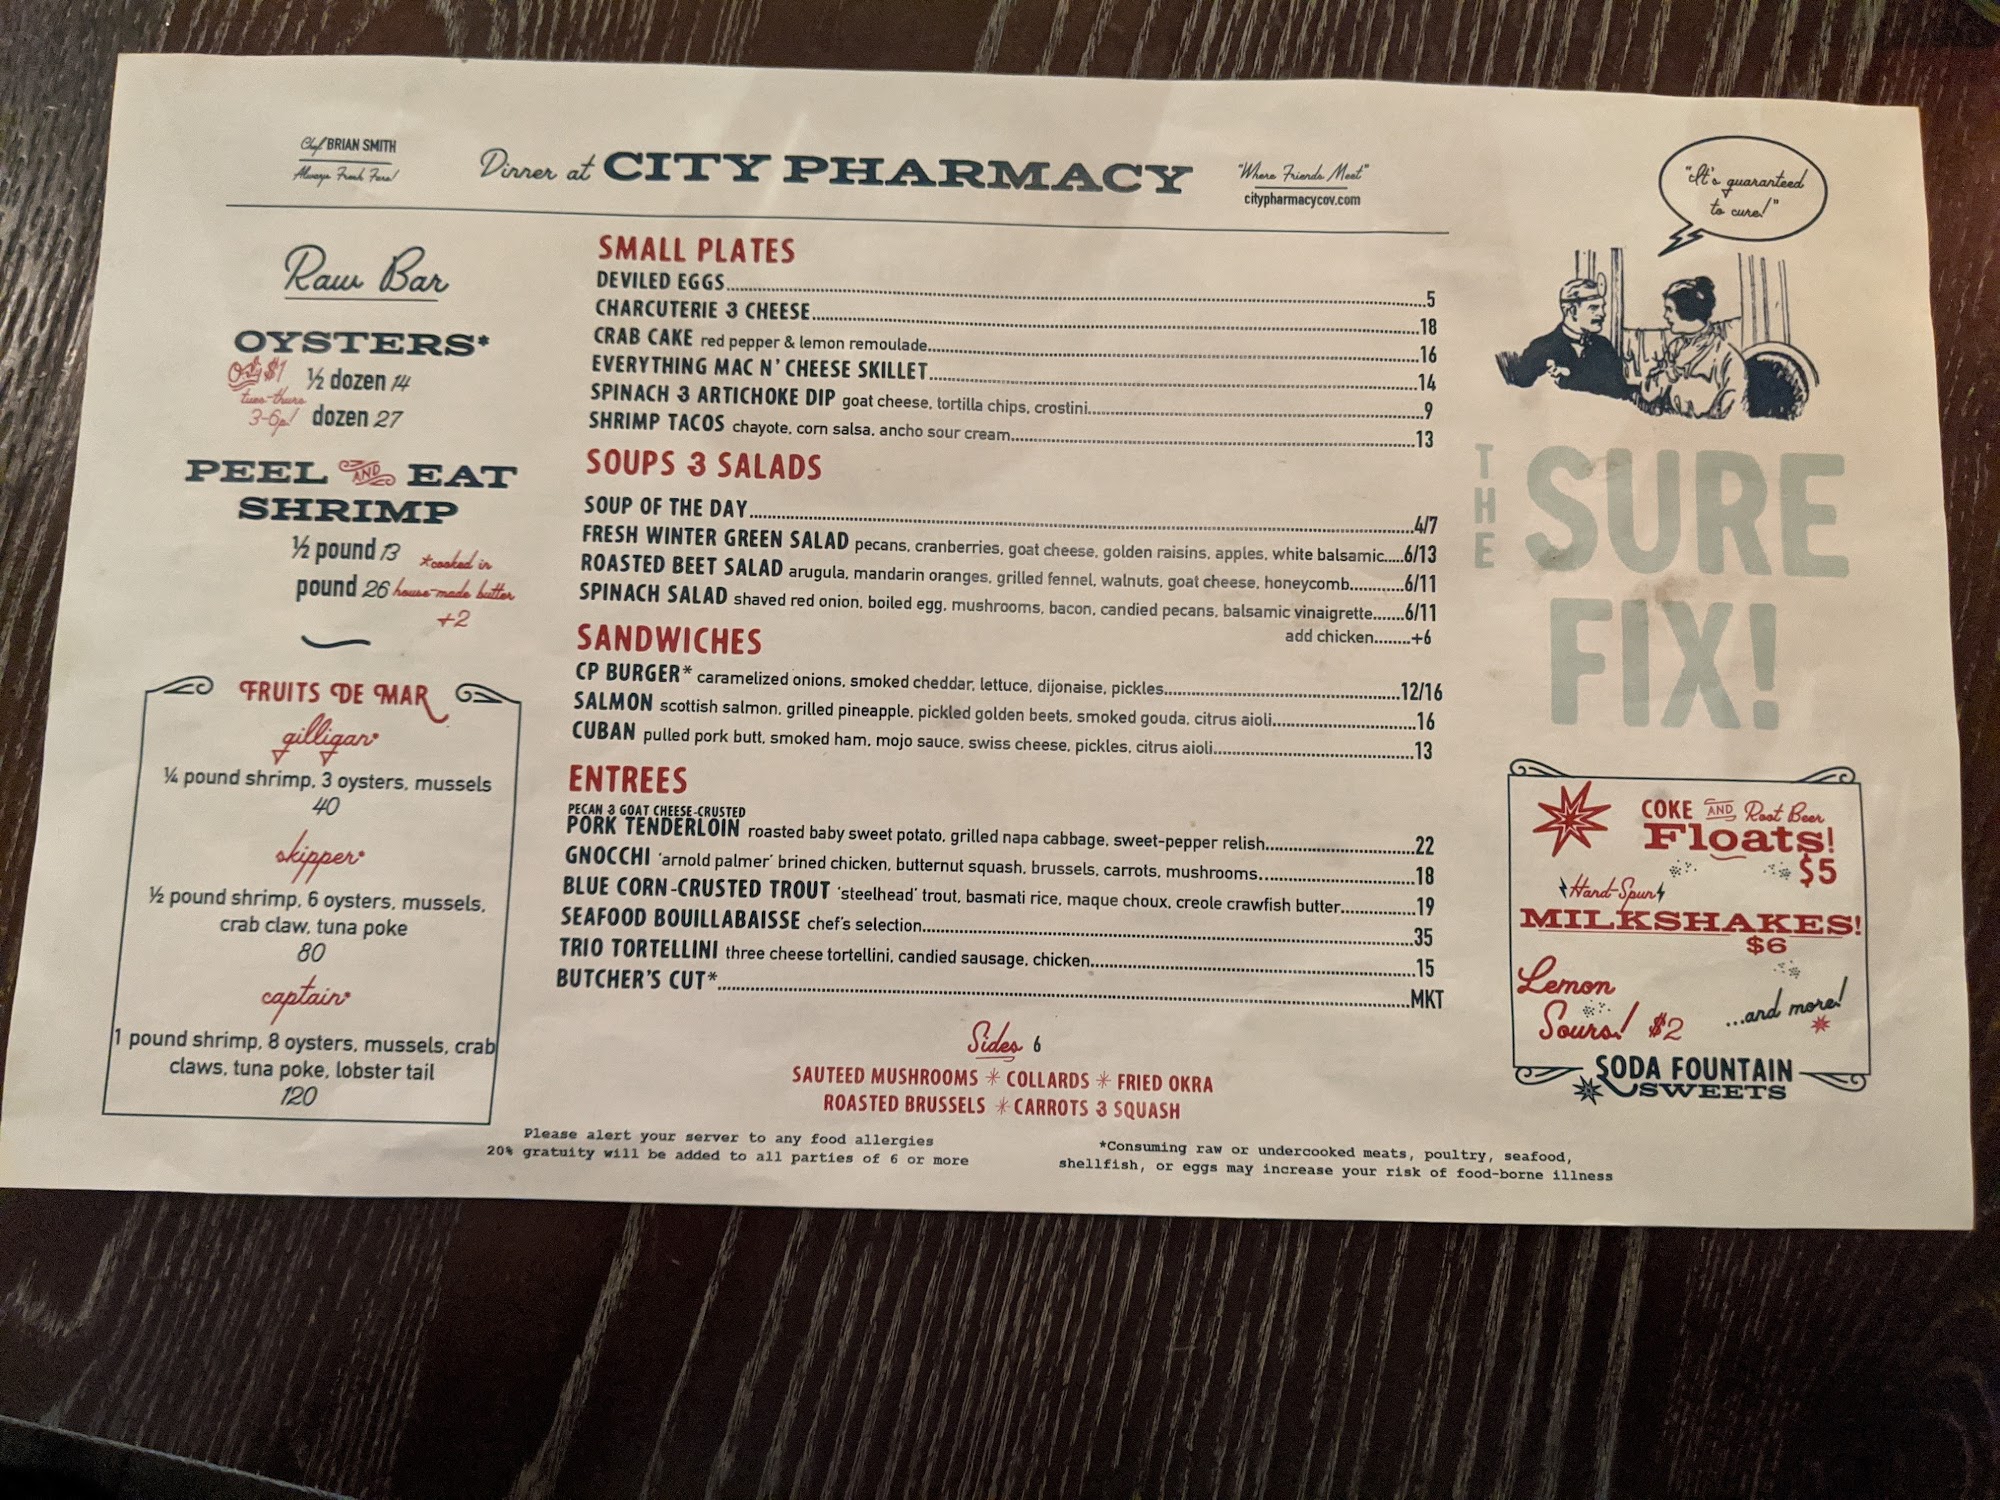 Chef BRIAN SMITH
Always Fresh Fare!
Dinner at CITY PHARMACY
"Where Friends Meet"
citypharmacycov.com
Raw Bar
OYSTERS*
Only $1
tues-thurs
3-6p!
½ dozen 14
dozen 27
PEEL AND EAT
SHRIMP
½ pound 13
pound 26
*cooked in
house-made butter
+2
FRUITS DE MAR
gilligan*
¼ pound shrimp, 3 oysters, mussels
40
skipper*
½ pound shrimp, 6 oysters, mussels,
crab claw, tuna poke
80
captain*
1 pound shrimp, 8 oysters, mussels, crab
claws, tuna poke, lobster tail
120
SMALL PLATES
DEVILED EGGS...5
CHARCUTERIE & CHEESE...18
CRAB CAKE red pepper & lemon remoulade...16
EVERYTHING MAC N' CHEESE SKILLET...14
SPINACH & ARTICHOKE DIP goat cheese, tortilla chips, crostini...9
SHRIMP TACOS chayote, corn salsa, ancho sour cream...13
SOUPS & SALADS
SOUP OF THE DAY...4/7
FRESH WINTER GREEN SALAD pecans, cranberries, goat cheese, golden raisins, apples, white balsamic....6/13
ROASTED BEET SALAD arugula, mandarin oranges, grilled fennel, walnuts, goat cheese, honeycomb...6/11
SPINACH SALAD shaved red onion, boiled egg, mushrooms, bacon, candied pecans, balsamic vinaigrette.......6/11
add chicken........+6
SANDWICHES
CP BURGER* caramelized onions, smoked cheddar, lettuce, dijonaise, pickles...12/16
SALMON scottish salmon, grilled pineapple, pickled golden beets, smoked gouda, citrus aioli...16
CUBAN pulled pork butt, smoked ham, mojo sauce, swiss cheese, pickles, citrus aioli...13
ENTREES
PECAN & GOAT CHEESE-CRUSTED
PORK TENDERLOIN roasted baby sweet potato, grilled napa cabbage, sweet-pepper relish...22
GNOCCHI 'arnold palmer' brined chicken, butternut squash, brussels, carrots, mushrooms...18
BLUE CORN-CRUSTED TROUT 'steelhead' trout, basmati rice, maque choux, creole crawfish butter...19
SEAFOOD BOUILLABAISSE chef's selection...35
TRIO TORTELLINI three cheese tortellini, candied sausage, chicken...15
BUTCHER'S CUT*...MKT
Sides 6
SAUTEED MUSHROOMS * COLLARDS * FRIED OKRA
ROASTED BRUSSELS * CARROTS & SQUASH
Please alert your server to any food allergies
20% gratuity will be added to all parties of 6 or more
*Consuming raw or undercooked meats, poultry, seafood,
shellfish, or eggs may increase your risk of food-borne illness
"It's guaranteed
to cure!"
THE
SURE
FIX!
COKE AND Root Beer
Floats!
$5
Hand-Spun
MILKSHAKES!
$6
Lemon
Sours! $2
...and more!
SODA FOUNTAIN
SWEETS